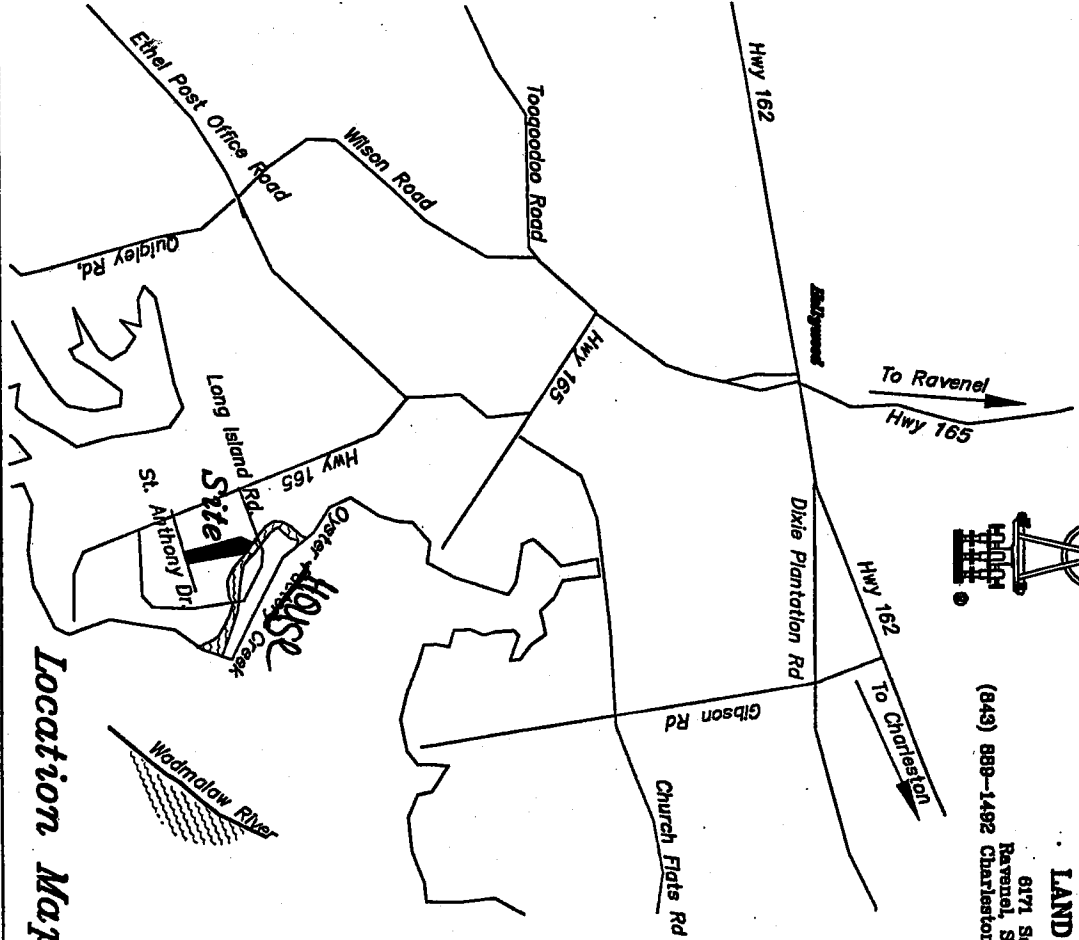 LAND
6171 S
Ravenel, S
(843) 889-1492 Charleston
To Ravenel
Hwy 165
Hwy 162
Hollywood
Hwy 162
To Charleston
Dixie Plantation Rd
Toogoodoo Road
Hwy 165
Gibson Rd
Church Flats Rd
Wilson Road
Ethel Post Office Road
Quigley Rd.
Hwy 165
Long Island Rd.
Site
St. Anthony Dr.
Oyster
Creek
House
Wadmalaw River
Location Map